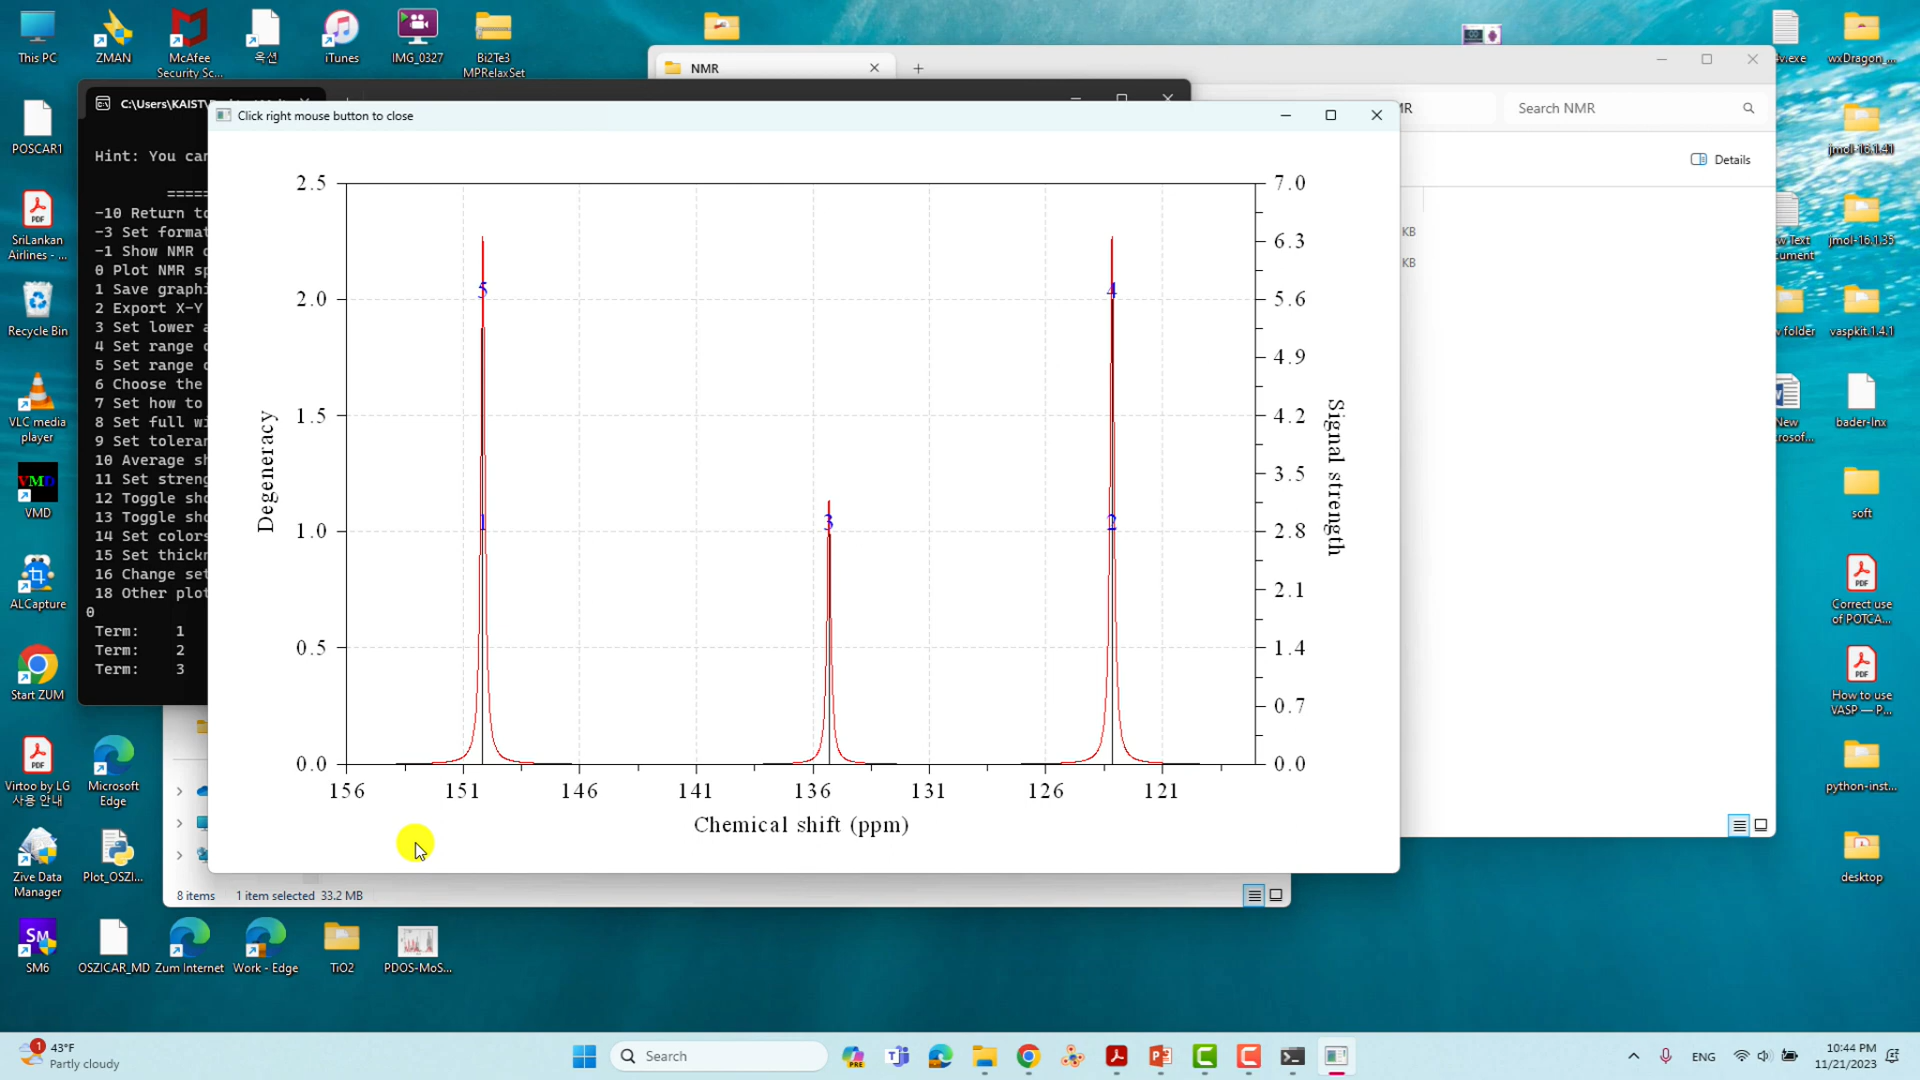 This PC
ZMAN
McAfee
Security Sc...
옥션
iTunes
IMG_0327
Bi2Te3
MPRelaxSet
POSCAR1
SriLankan
Airlines - ...
Recycle Bin
VLC media
player
VMD
VMD
ALCapture
Start ZUM
Virtoo by LG
사용 안내
Microsoft
Edge
Zive Data
Manager
Plot_OSZI...
SM
SM6
OSZICAR_MD
Zum Internet
Work - Edge
TiO2
PDOS-MoS...
NMR
Search NMR
Details
KB
KB
C:\Users\KAIST\
Hint: You can
=====
-10 Return to
-3 Set format
-1 Show NMR
0 Plot NMR sp
1 Save graphi
2 Export X-Y
3 Set lower a
4 Set range
5 Set range
6 Choose the
7 Set how to
8 Set full wi
9 Set toleran
10 Average sh
11 Set streng
12 Toggle sho
13 Toggle sho
14 Set colors
15 Set thickn
16 Change set
18 Other plot
0
Term: 1
Term: 2
Term: 3
Click right mouse button to close
2.5
2.0
1.5
1.0
0.5
0.0
Degeneracy
5
1
3
4
2
7.0
6.3
5.6
4.9
4.2
3.5
2.8
2.1
1.4
0.7
0.0
Signal strength
156
151
146
141
136
131
126
121
Chemical shift (ppm)
8 items
1 item selected 33.2 MB
wxDragon_...
jmol-16.1.41
jmol-16.1.35
vaspkit.1.4.1
folder
New
bader-lnx
soft
Correct use
of POTCA...
How to use
VASP — P...
python-inst...
desktop
1
43°F
Partly cloudy
Search
PRE
ENG
10:44 PM
11/21/2023